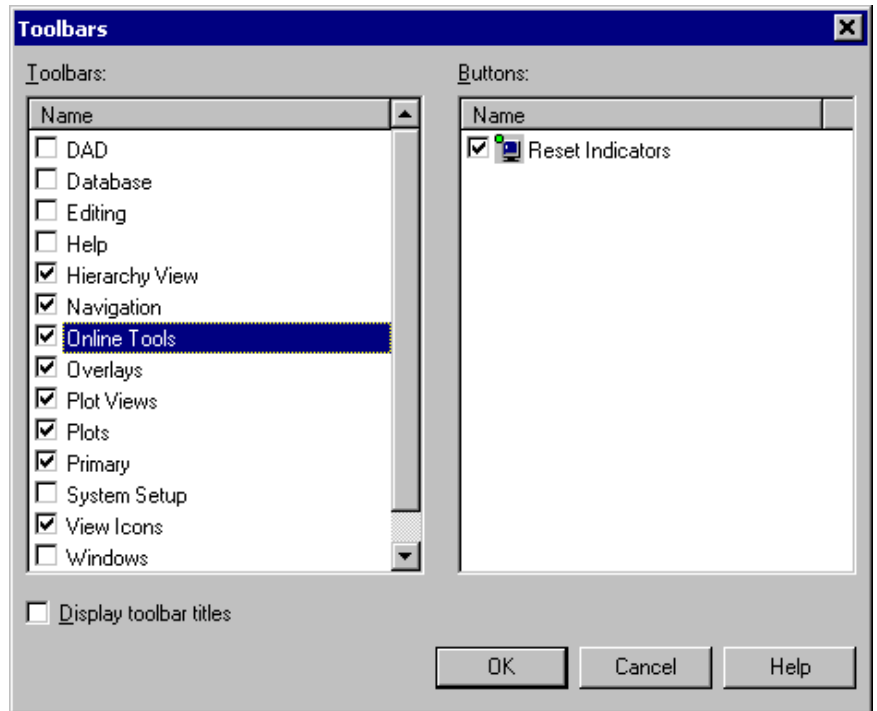 Toolbars
Toolbars:
Name
DAD
Database
Editing
Help
Hierarchy View
Navigation
Online Tools
Overlays
Plot Views
Plots
Primary
System Setup
View Icons
Windows
Buttons:
Name
Reset Indicators
Display toolbar titles
OK
Cancel
Help